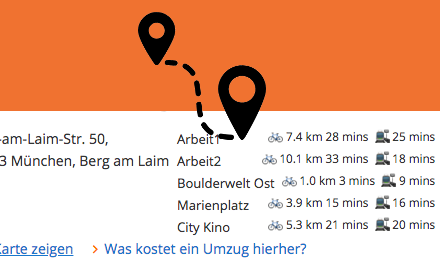 -am-Laim-Str. 50,
3 München, Berg am Laim
Arbeit1 7.4 km 28 mins 25 mins
Arbeit2 10.1 km 33 mins 18 mins
Boulderwelt Ost 1.0 km 3 mins 9 mins
Marienplatz 3.9 km 15 mins 16 mins
City Kino 5.3 km 21 mins 20 mins
Karte zeigen > Was kostet ein Umzug hierher?